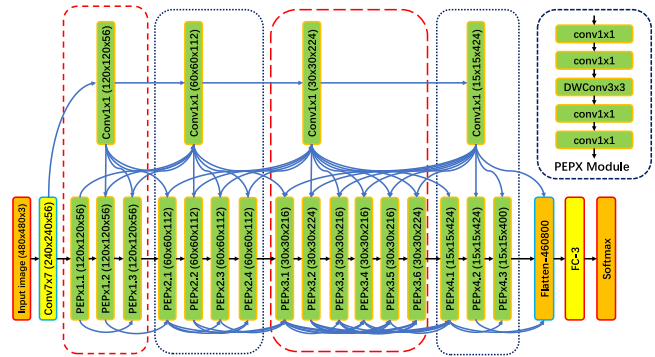 Conv1x1 (120x120x56)
Conv1x1 (60x60x112)
Conv1x1 (30x30x224)
Conv1x1 (15x15x424)
conv1x1
conv1x1
DWConv3x3
conv1x1
conv1x1
PEPX Module
Input image (480x480x3)
Conv7x7 (240x240x56)
PEPx1.1 (120x120x56)
PEPx1.2 (120x120x56)
PEPx1.3 (120x120x56)
PEPx2.1 (60x60x112)
PEPx2.2 (60x60x112)
PEPx2.3 (60x60x112)
PEPx2.4 (60x60x112)
PEPx3.1 (30x30x216)
PEPx3.2 (30x30x224)
PEPx3.3 (30x30x216)
PEPx3.4 (30x30x216)
PEPx3.5 (30x30x216)
PEPx3.6 (30x30x224)
PEPx4.1 (15x15x424)
PEPx4.2 (15x15x424)
PEPx4.3 (15x15x400)
Flatten-460800
FC-3
Softmax